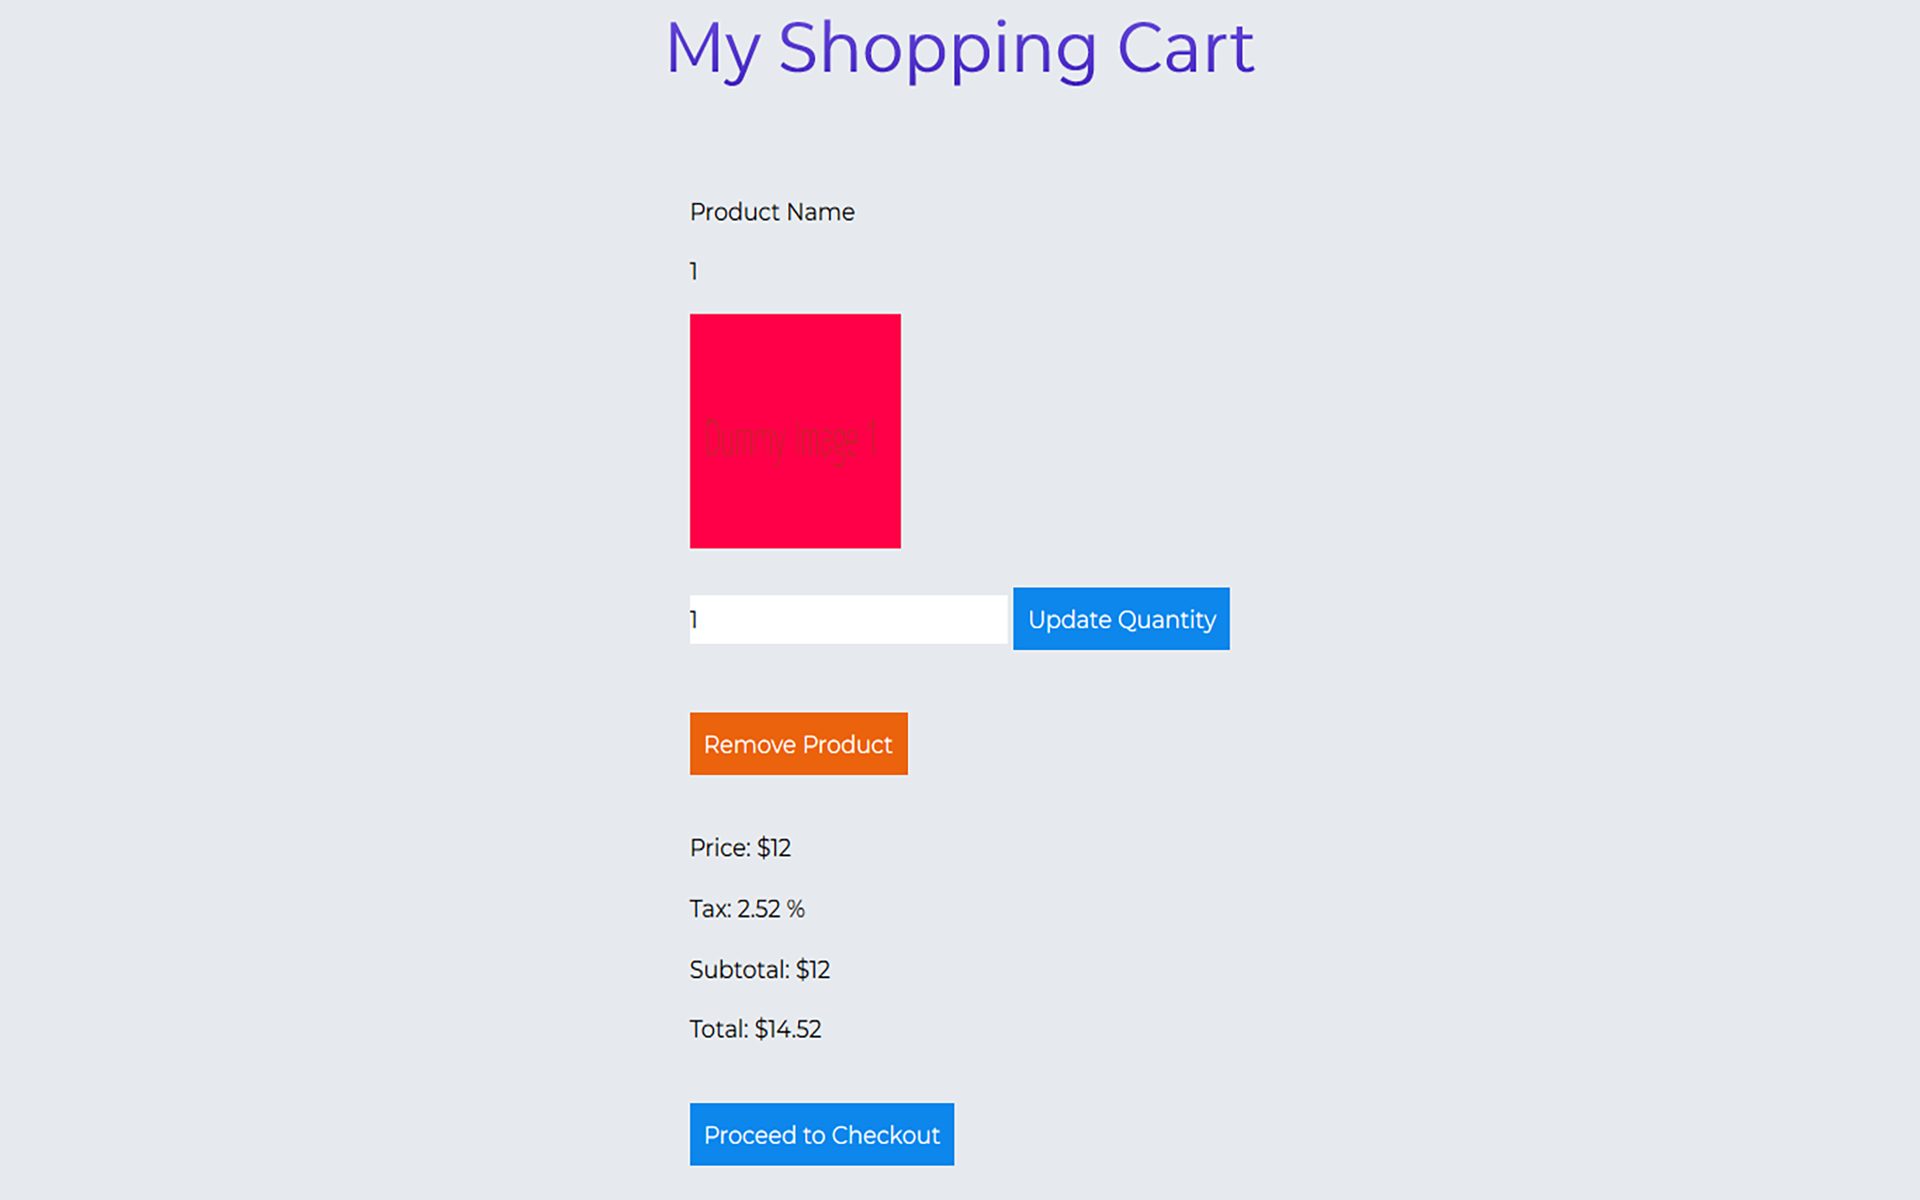 My Shopping Cart
Product Name
1
Dummy Image 1
1
Update Quantity
Remove Product
Price: $12
Tax: 2.52 %
Subtotal: $12
Total: $14.52
Proceed to Checkout